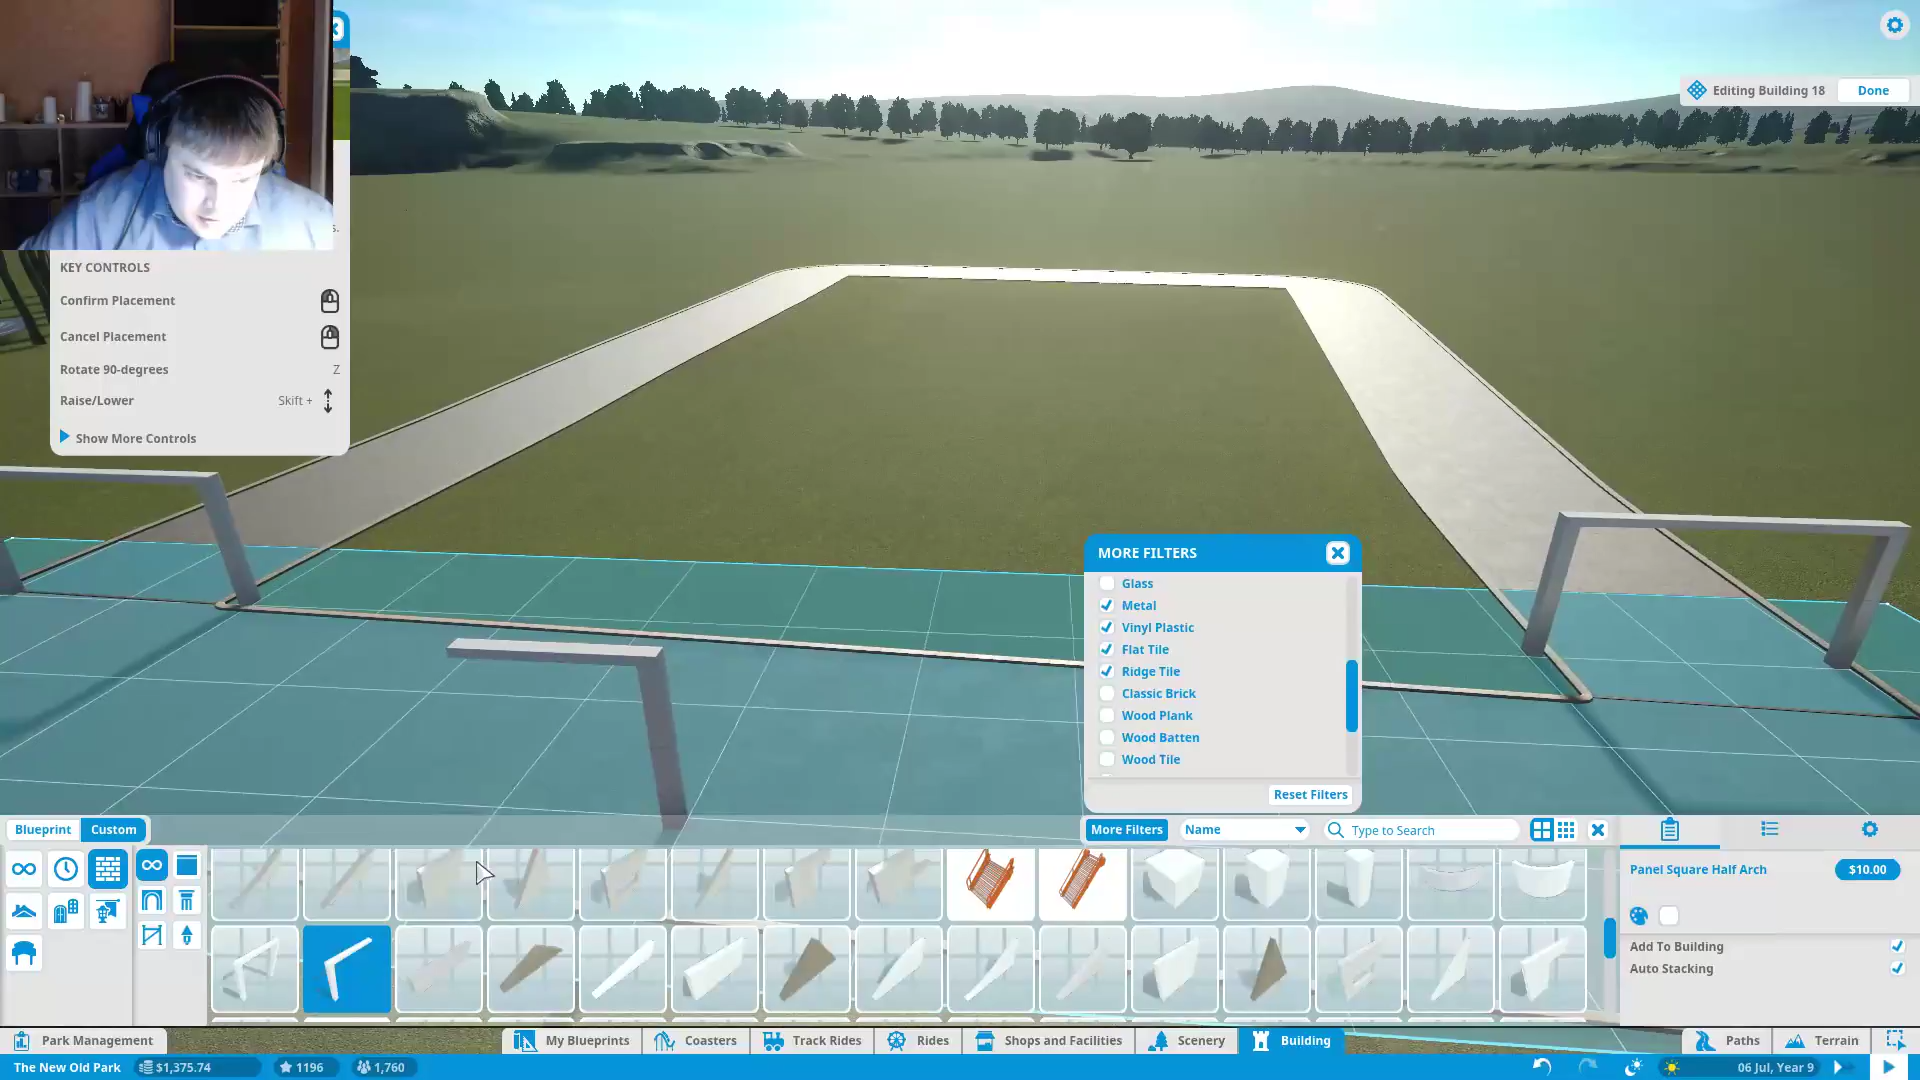 Editing Building 18 Done
s.
KEY CONTROLS
Confirm Placement
Cancel Placement
Rotate 90-degrees Z
Raise/Lower Skift +
Show More Controls
MORE FILTERS
Glass
Metal
Vinyl Plastic
Flat Tile
Ridge Tile
Classic Brick
Wood Plank
Wood Batten
Wood Tile
Reset Filters
Blueprint Custom
More Filters Name Type to Search
Panel Square Half Arch $10.00
Add To Building
Auto Stacking
Park Management My Blueprints Coasters Track Rides Rides Shops and Facilities Scenery Building Paths Terrain
The New Old Park $1,375.74 1196 1,760 06 Jul, Year 9